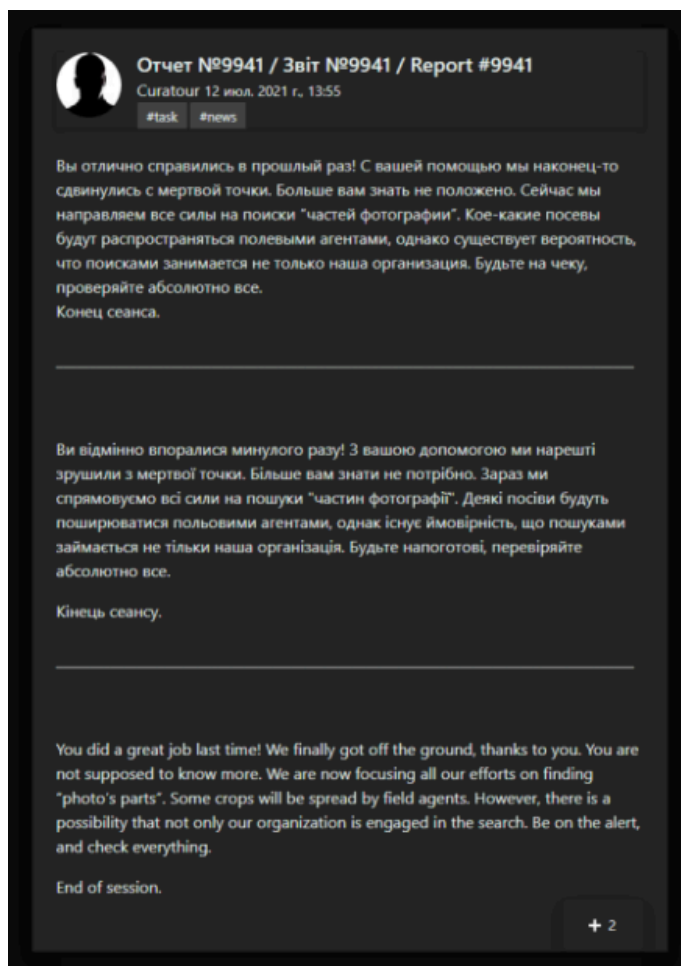 Отчет №9941 / Звіт №9941 / Report #9941
Curatour 12 июл. 2021 г., 13:55
#task #news
Вы отлично справились в прошлый раз! С вашей помощью мы наконец-то
сдвинулись с мертвой точки. Больше вам знать не положено. Сейчас мы
направляем все силы на поиски "частей фотографии". Кое-какие посевы
будут распространяться полевыми агентами, однако существует вероятность,
что поисками занимается не только наша организация. Будьте на чеку,
проверяйте абсолютно все.
Конец сеанса.
Ви відмінно впоралися минулого разу! З вашою допомогою ми нарешті
зрушили з мертвої точки. Більше вам знати не потрібно. Зараз ми
спрямовуємо всі сили на пошуки "частин фотографії". Деякі посіви будуть
поширюватися польовими агентами, однак існує ймовірність, що пошуками
займається не тільки наша організація. Будьте напоготові, перевіряйте
абсолютно все.
Кінець сеансу.
You did a great job last time! We finally got off the ground, thanks to you. You are
not supposed to know more. We are now focusing all our efforts on finding
"photo's parts". Some crops will be spread by field agents. However, there is a
possibility that not only our organization is engaged in the search. Be on the alert,
and check everything.
End of session.
+ 2